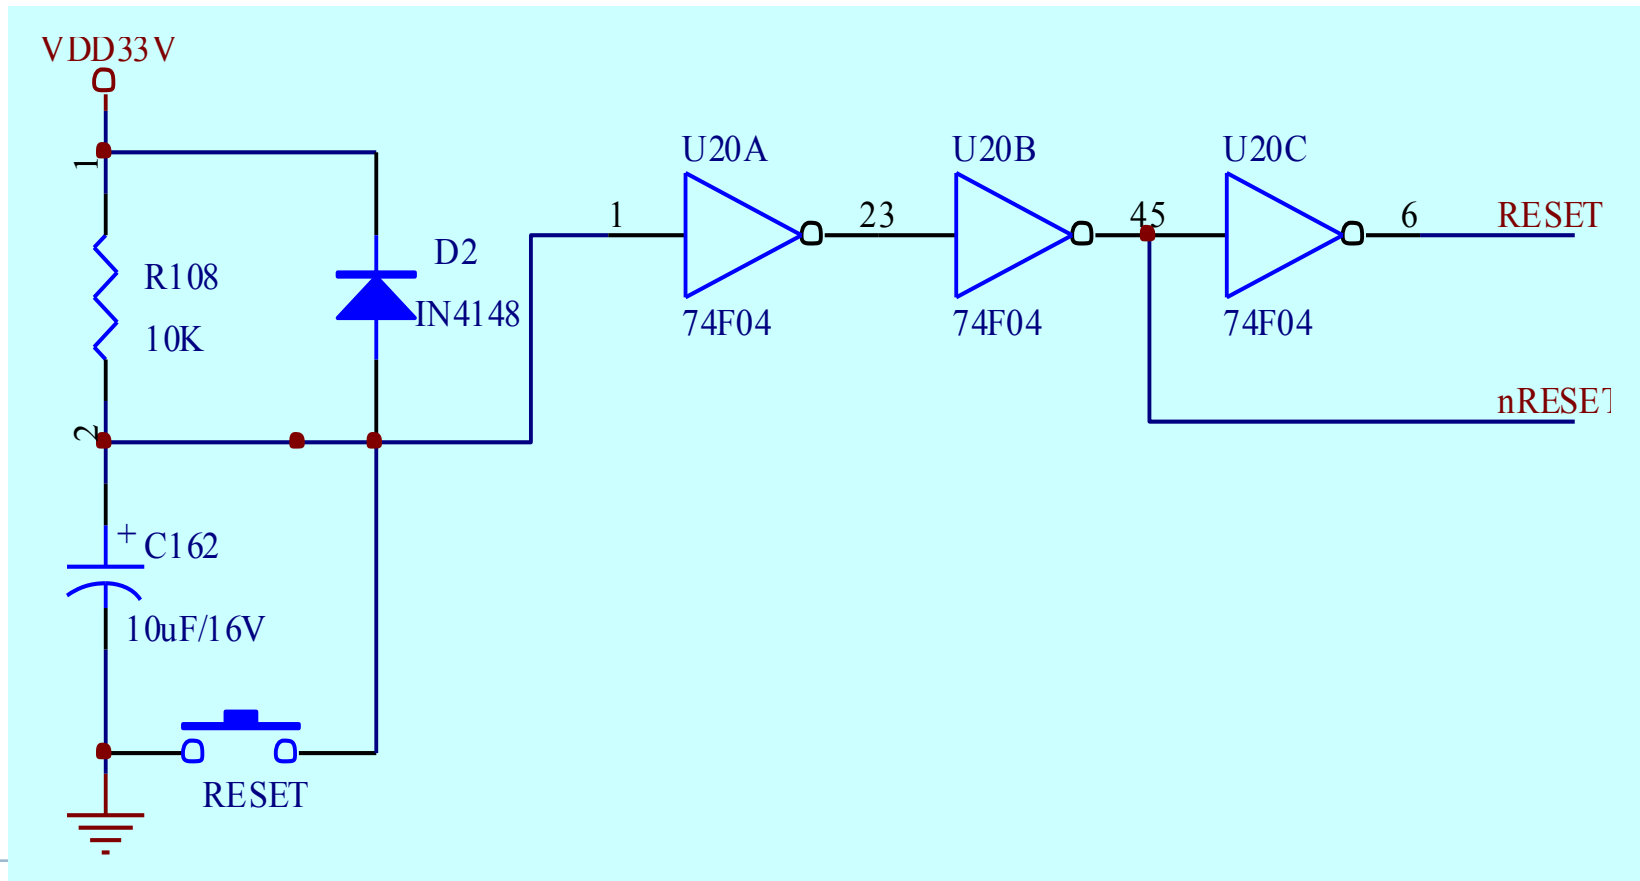 VDD33V
1
R108
10K
2
D2
IN4148
+
C162
10uF/16V
RESET
U20A
1
74F04
23
U20B
74F04
45
U20C
74F04
6
RESET
nRESET